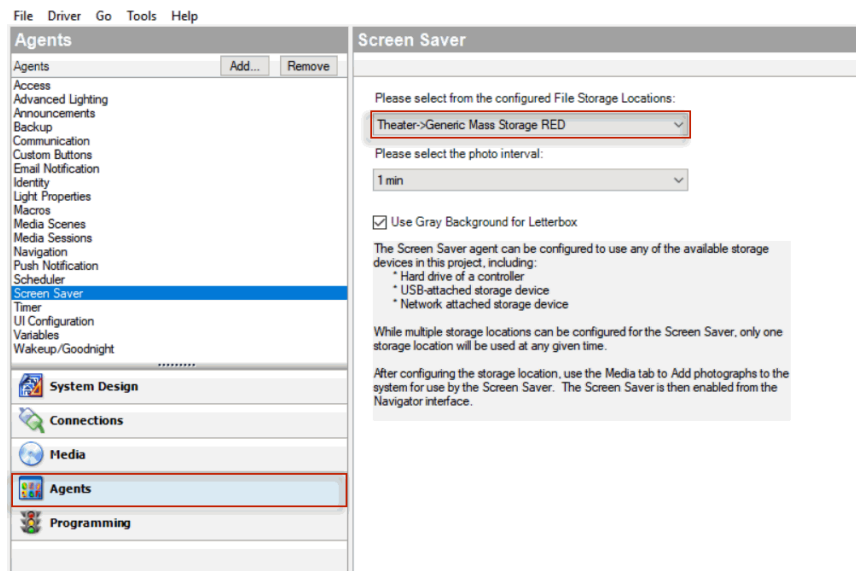 File Driver Go Tools Help
Agents
Agents Add... Remove
Access
Advanced Lighting
Announcements
Backup
Communication
Custom Buttons
Email Notification
Identity
Light Properties
Macros
Media Scenes
Media Sessions
Navigation
Push Notification
Scheduler
Screen Saver
Timer
UI Configuration
Variables
Wakeup/Goodnight
System Design
Connections
Media
Agents
Programming
Screen Saver
Please select from the configured File Storage Locations:
Theater->Generic Mass Storage RED
Please select the photo interval:
1 min
Use Gray Background for Letterbox
The Screen Saver agent can be configured to use any of the available storage
devices in this project, including:
* Hard drive of a controller
* USB-attached storage device
* Network attached storage device
While multiple storage locations can be configured for the Screen Saver, only one
storage location will be used at any given time.
After configuring the storage location, use the Media tab to Add photographs to the
system for use by the Screen Saver. The Screen Saver is then enabled from the
Navigator interface.